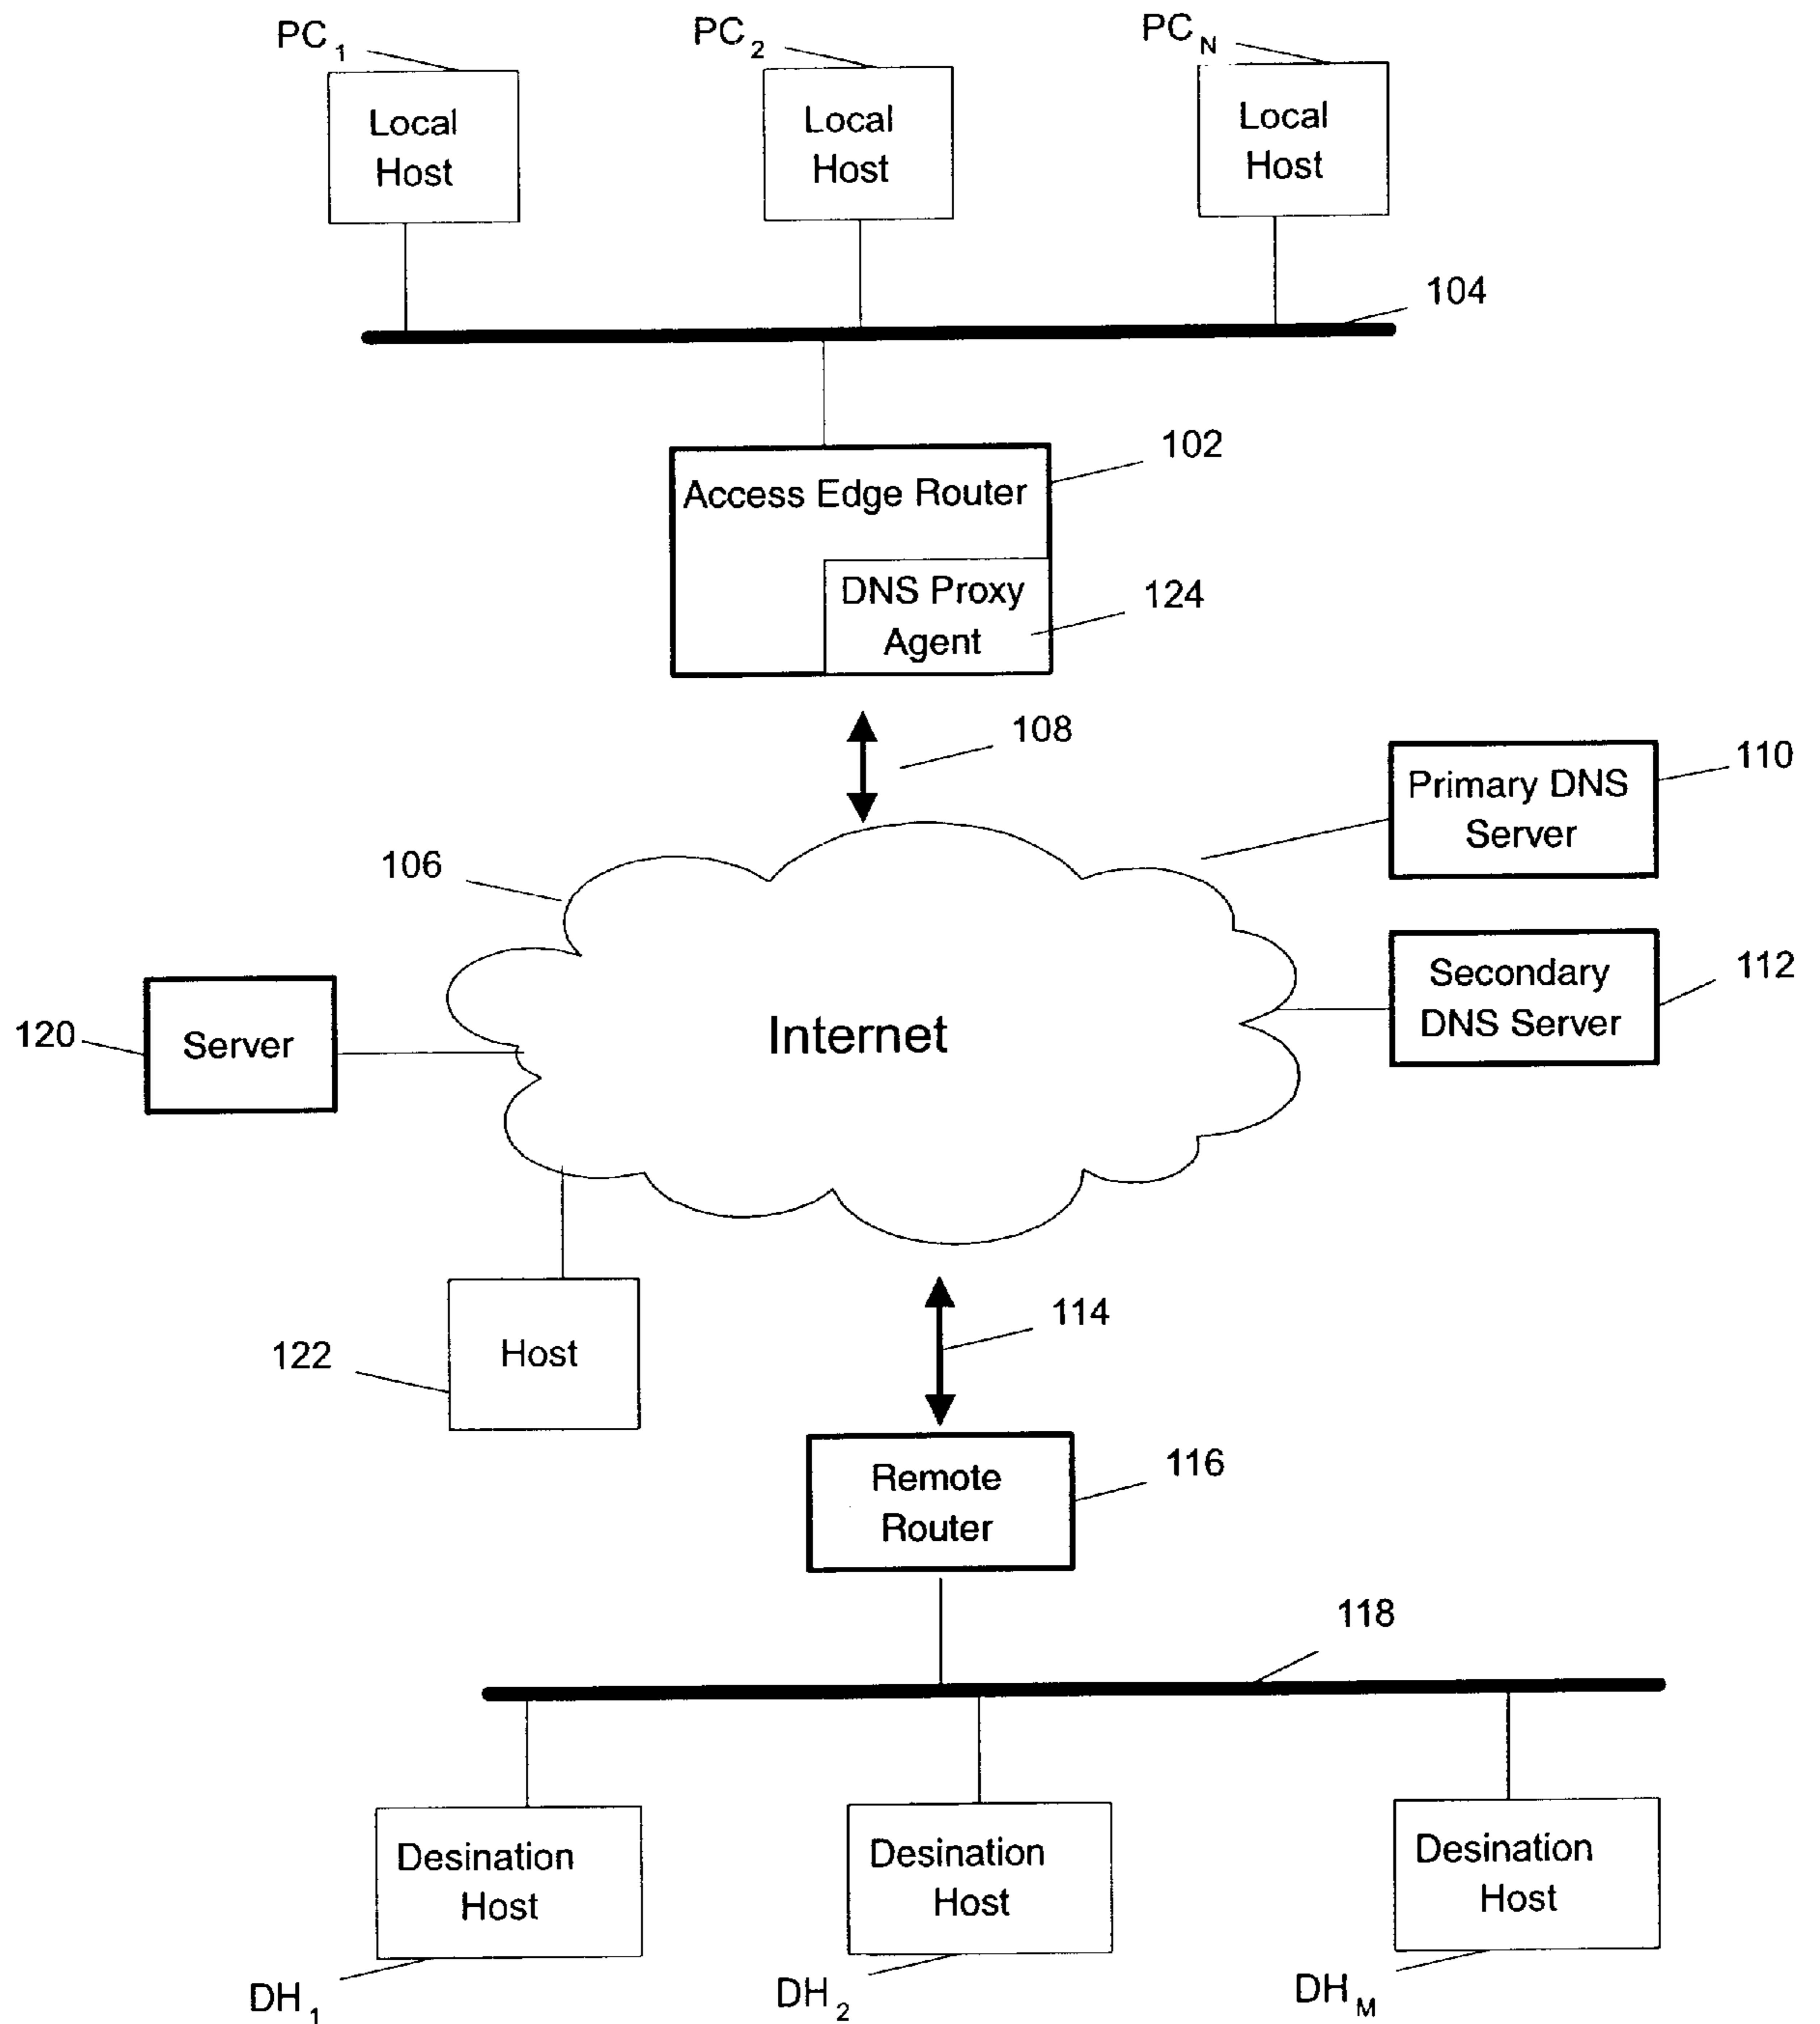 PC1
PC2
PCN
Local
Host
Local
Host
Local
Host
104
102
Access Edge Router
DNS Proxy
Agent
124
108
110
Primary DNS
Server
106
Secondary
DNS Server
112
Internet
120
Server
114
122
Host
116
Remote
Router
118
Desination
Host
Desination
Host
Desination
Host
DH1
DH2
DHM